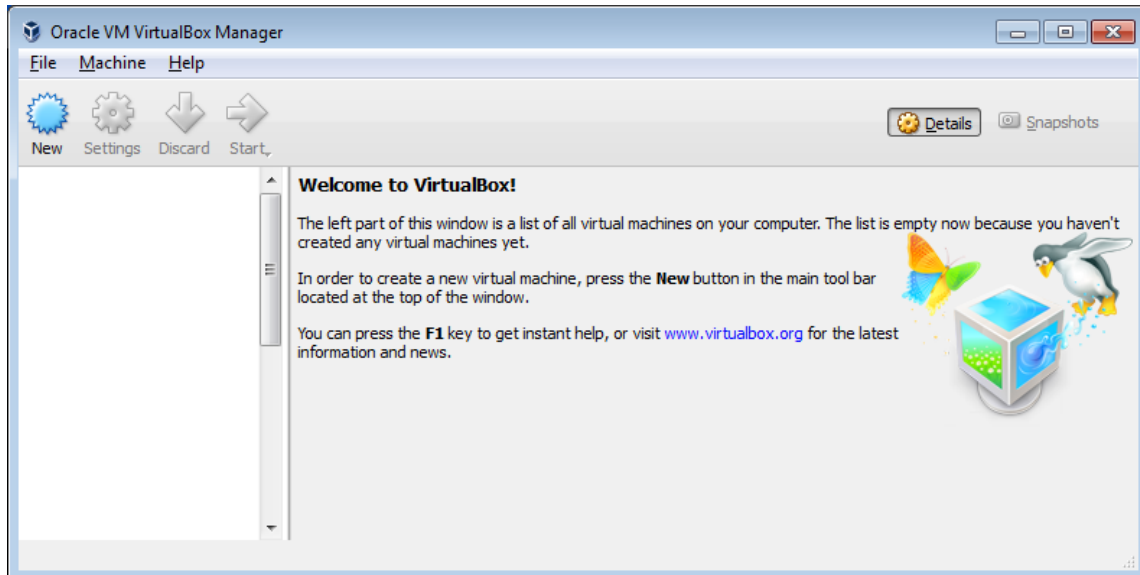 Oracle VM VirtualBox Manager
File Machine Help
New Settings Discard Start
Details Snapshots
Welcome to VirtualBox!
The left part of this window is a list of all virtual machines on your computer. The list is empty now because you haven't
created any virtual machines yet.
In order to create a new virtual machine, press the New button in the main tool bar
located at the top of the window.
You can press the F1 key to get instant help, or visit www.virtualbox.org for the latest
information and news.